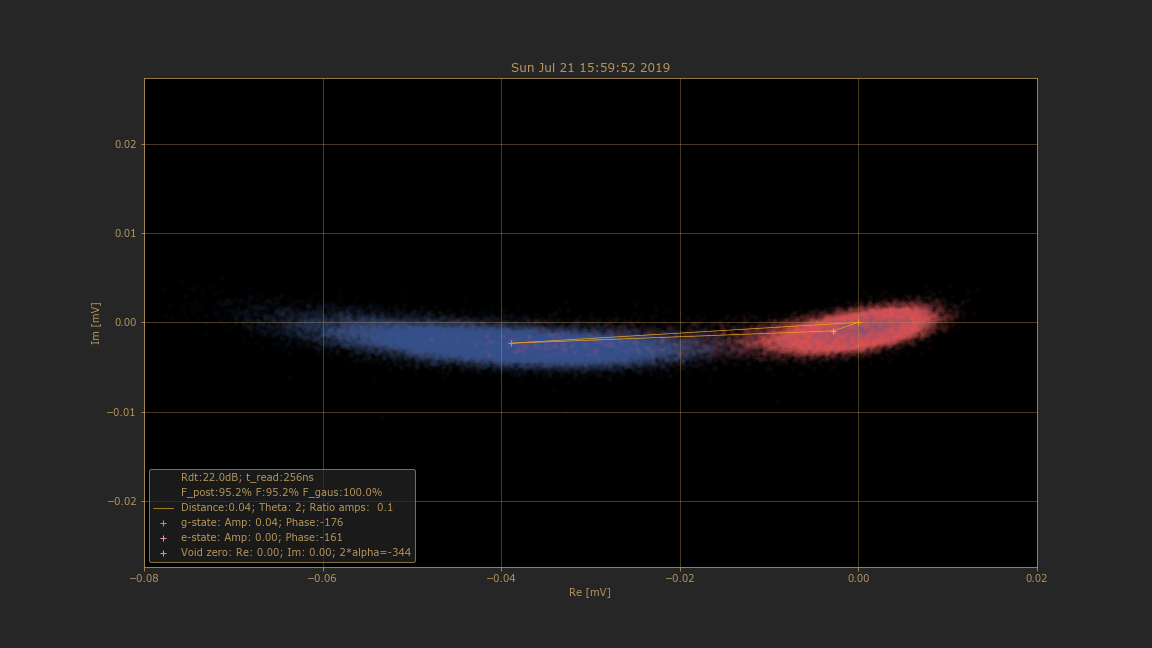 Sun Jul 21 15:59:52 2019
0.02
0.01
0.00
−0.01
−0.02
Im [mV]
Rdt:22.0dB; t_read:256ns
F_post:95.2% F:95.2% F_gaus:100.0%
Distance:0.04; Theta: 2; Ratio amps:  0.1
g-state: Amp: 0.04; Phase:-176
e-state: Amp: 0.00; Phase:-161
Void zero: Re: 0.00; Im: 0.00; 2*alpha=-344
−0.08 −0.06 −0.04 −0.02 0.00 0.02
Re [mV]